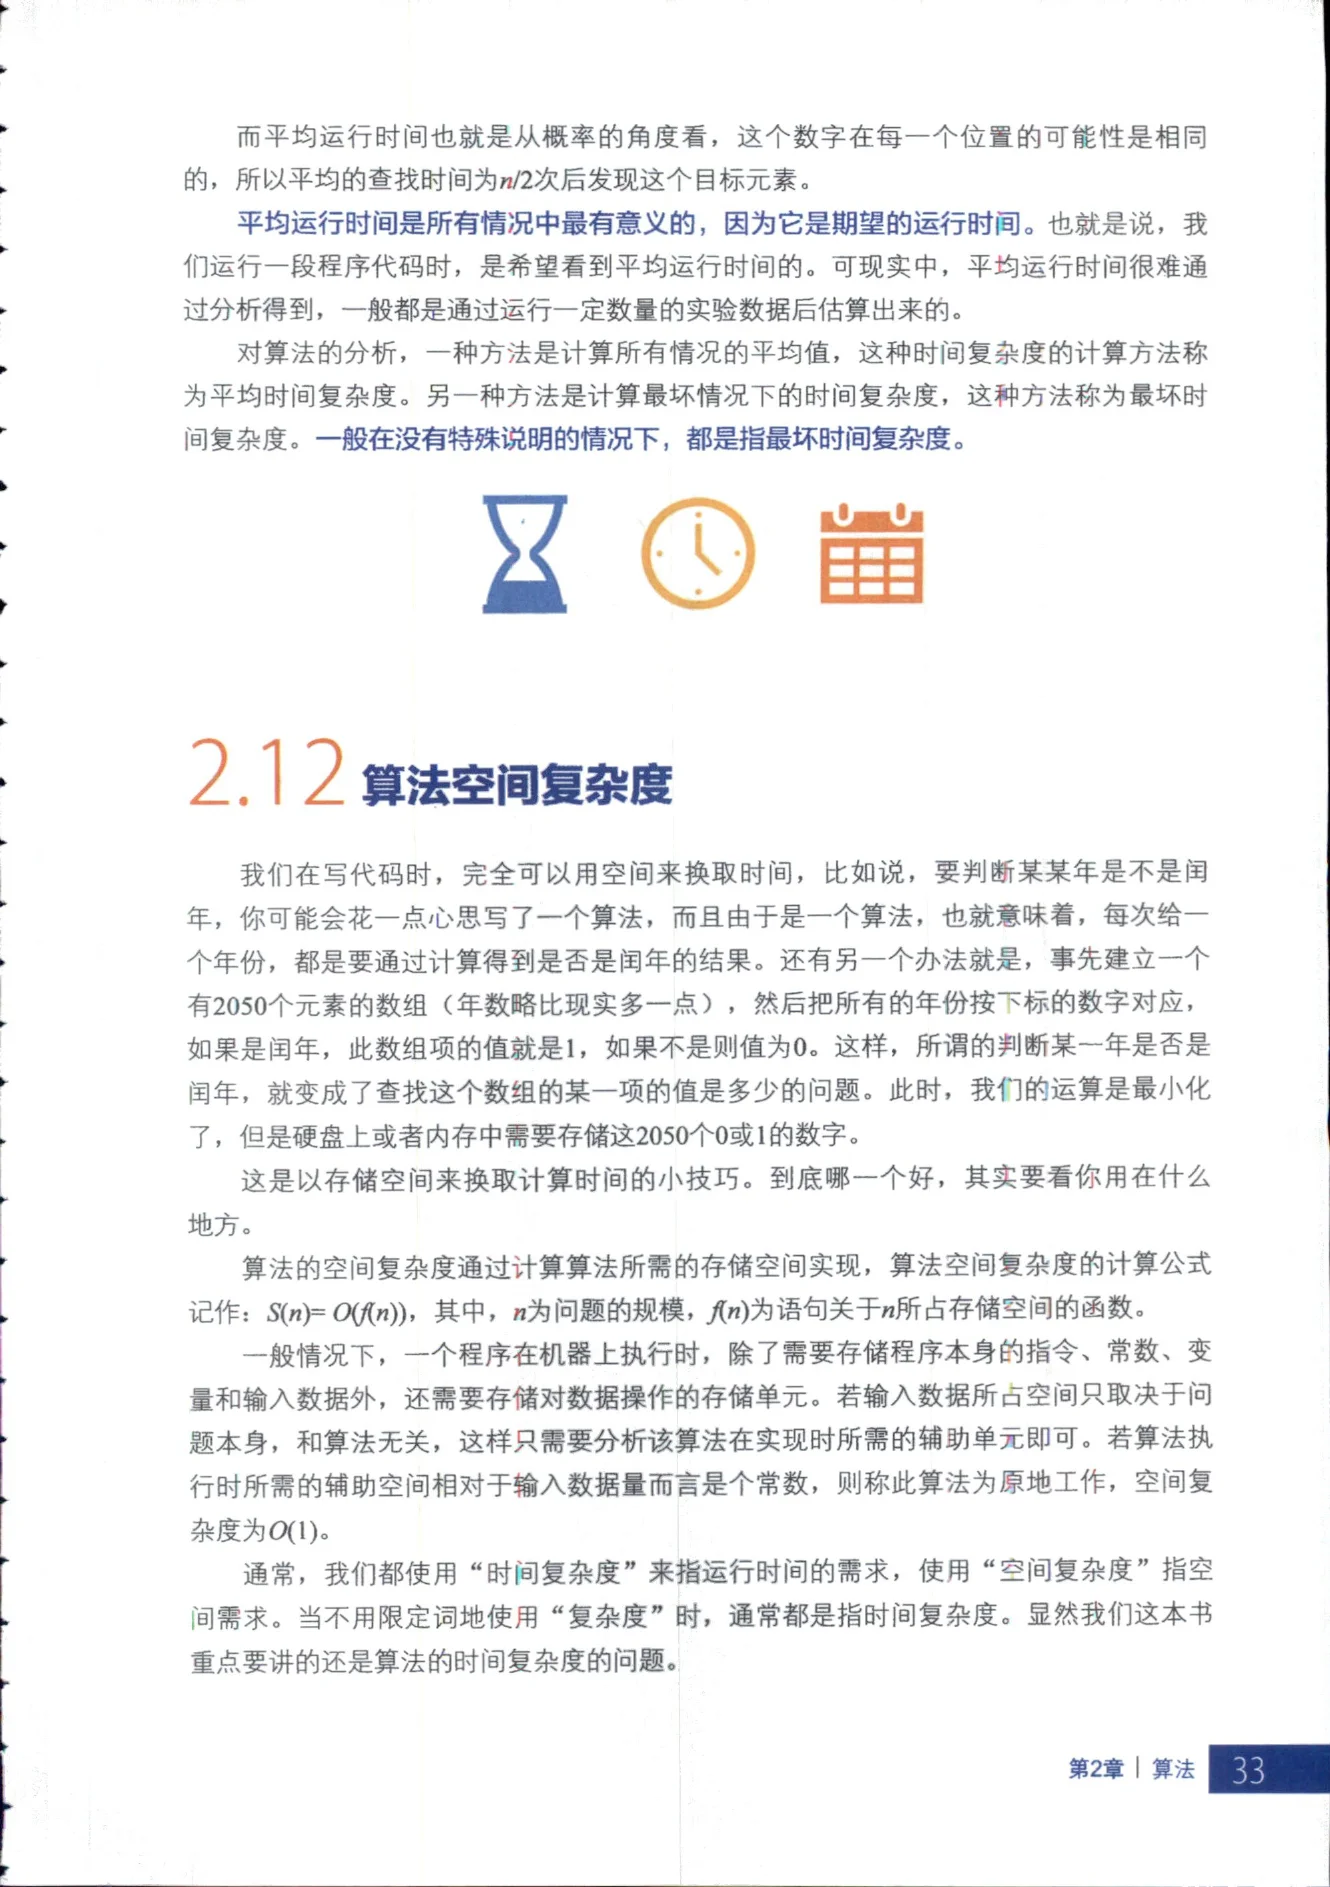 而平均运行时间也就是从概率的角度看，这个数字在每一个位置的可能性是相同
的，所以平均的查找时间为n/2次后发现这个目标元素。
平均运行时间是所有情况中最有意义的，因为它是期望的运行时间。也就是说，我
们运行一段程序代码时，是希望看到平均运行时间的。可现实中，平均运行时间很难通
过分析得到，一般都是通过运行一定数量的实验数据后估算出来的。
对算法的分析，一种方法是计算所有情况的平均值，这种时间复杂度的计算方法称
为平均时间复杂度。另一种方法是计算最坏情况下的时间复杂度，这种方法称为最坏时
间复杂度。一般在没有特殊说明的情况下，都是指最坏时间复杂度。
2.12 算法空间复杂度
我们在写代码时，完全可以用空间来换取时间，比如说，要判断某某年是不是闰
年，你可能会花一点心思写了一个算法，而且由于是一个算法，也就意味着，每次给一
个年份，都是要通过计算得到是否是闰年的结果。还有另一个办法就是，事先建立一个
有2050个元素的数组（年数略比现实多一点），然后把所有的年份按下标的数字对应，
如果是闰年，此数组项的值就是1，如果不是则值为0。这样，所谓的判断某一年是否是
闰年，就变成了查找这个数组的某一项的值是多少的问题。此时，我们的运算是最小化
了，但是硬盘上或者内存中需要存储这2050个0或1的数字。
这是以存储空间来换取计算时间的小技巧。到底哪一个好，其实要看你用在什么
地方。
算法的空间复杂度通过计算算法所需的存储空间实现，算法空间复杂度的计算公式
记作：S(n)= O(f(n))，其中，n为问题的规模，f(n)为语句关于n所占存储空间的函数。
一般情况下，一个程序在机器上执行时，除了需要存储程序本身的指令、常数、变
量和输入数据外，还需要存储对数据操作的存储单元。若输入数据所占空间只取决于问
题本身，和算法无关，这样只需要分析该算法在实现时所需的辅助单元即可。若算法执
行时所需的辅助空间相对于输入数据量而言是个常数，则称此算法为原地工作，空间复
杂度为O(1)。
通常，我们都使用“时间复杂度”来指运行时间的需求，使用“空间复杂度”指空
间需求。当不用限定词地使用“复杂度”时，通常都是指时间复杂度。显然我们这本书
重点要讲的还是算法的时间复杂度的问题。
第2章 | 算法 33